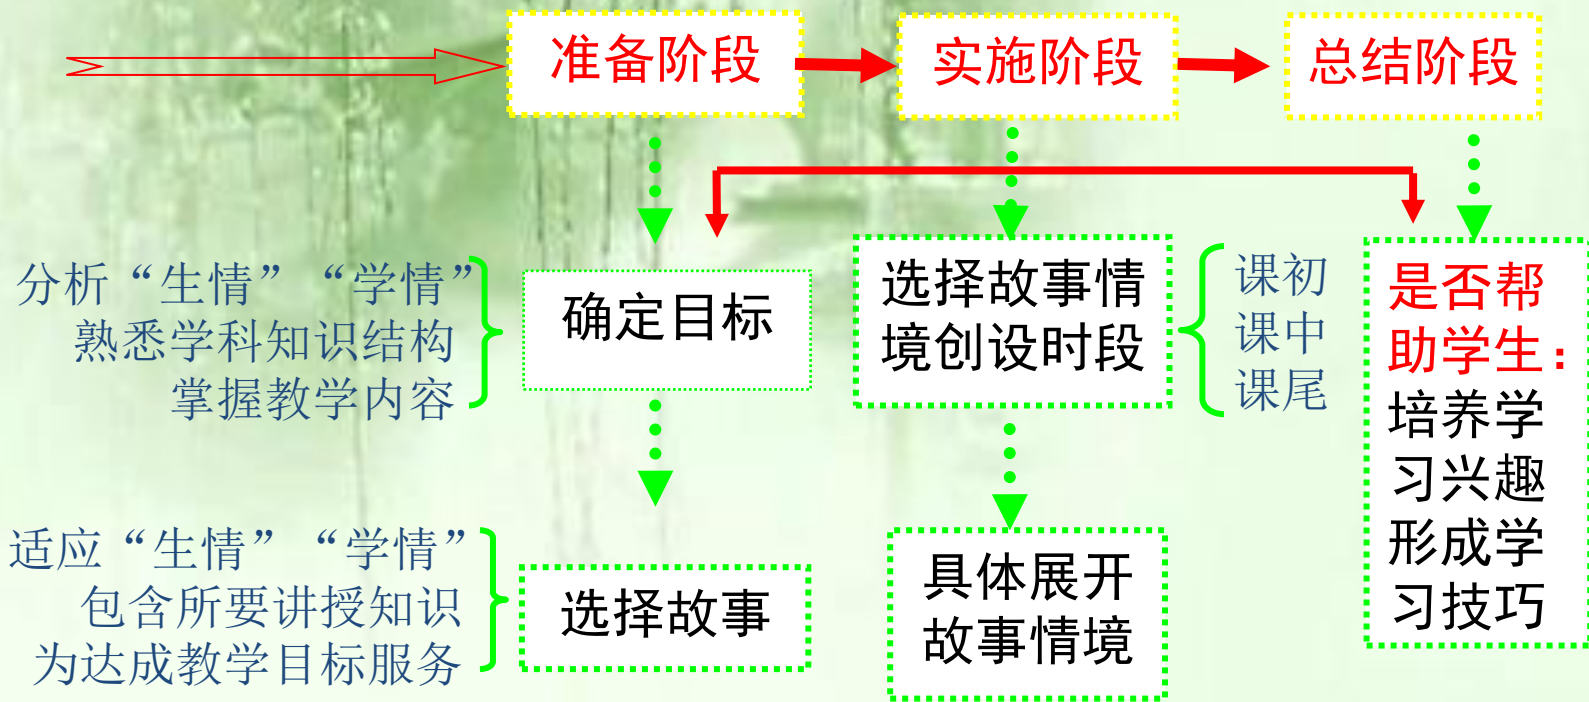 准备阶段
实施阶段
总结阶段
分析“生情”“学情”
熟悉学科知识结构
掌握教学内容
确定目标
适应“生情”“学情”
包含所要讲授知识
为达成教学目标服务
选择故事
选择故事情
境创设时段
课初
课中
课尾
具体展开
故事情境
是否帮
助学生：
培养学
习兴趣
形成学
习技巧